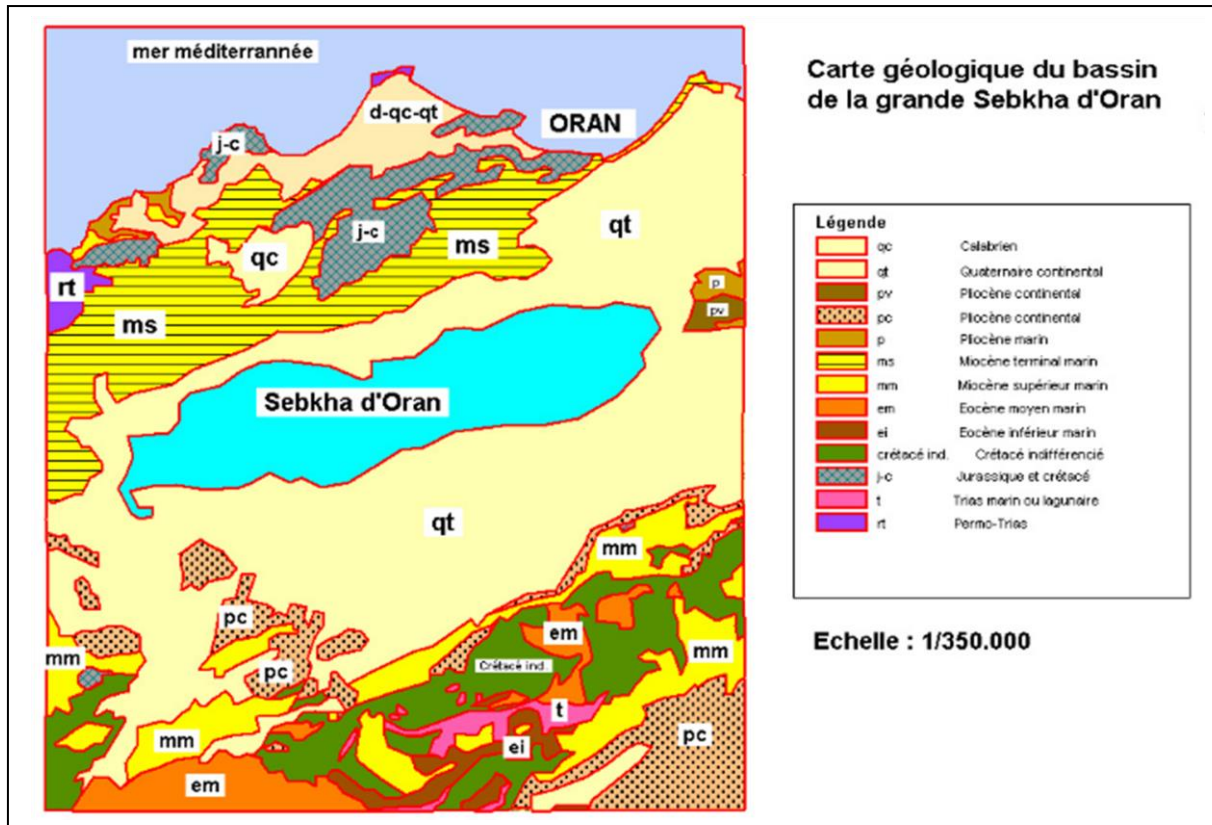 mer méditerrannée
d-qc-qt
ORAN
j-c
qt
j-c
ms
qc
rt
p
pv
ms
Sebkha d'Oran
qt
mm
pc
em
mm
mm
Crétacé ind.
pc
t
pc
mm
ei
em
Carte géologique du bassin
de la grande Sebkha d'Oran
Légende
qc Calabrien
qt Quaternaire continental
pv Pliocène continental
pc Pliocène continental
p Pliocène marin
ms Miocène terminal marin
mm Miocène supérieur marin
em Eocène moyen marin
ei Eocène inférieur marin
crétacé ind. Crétacé indifférencié
j-c Jurassique et crétacé
t Trias marin ou lagunaire
rt Permo-Trias
Echelle : 1/350.000